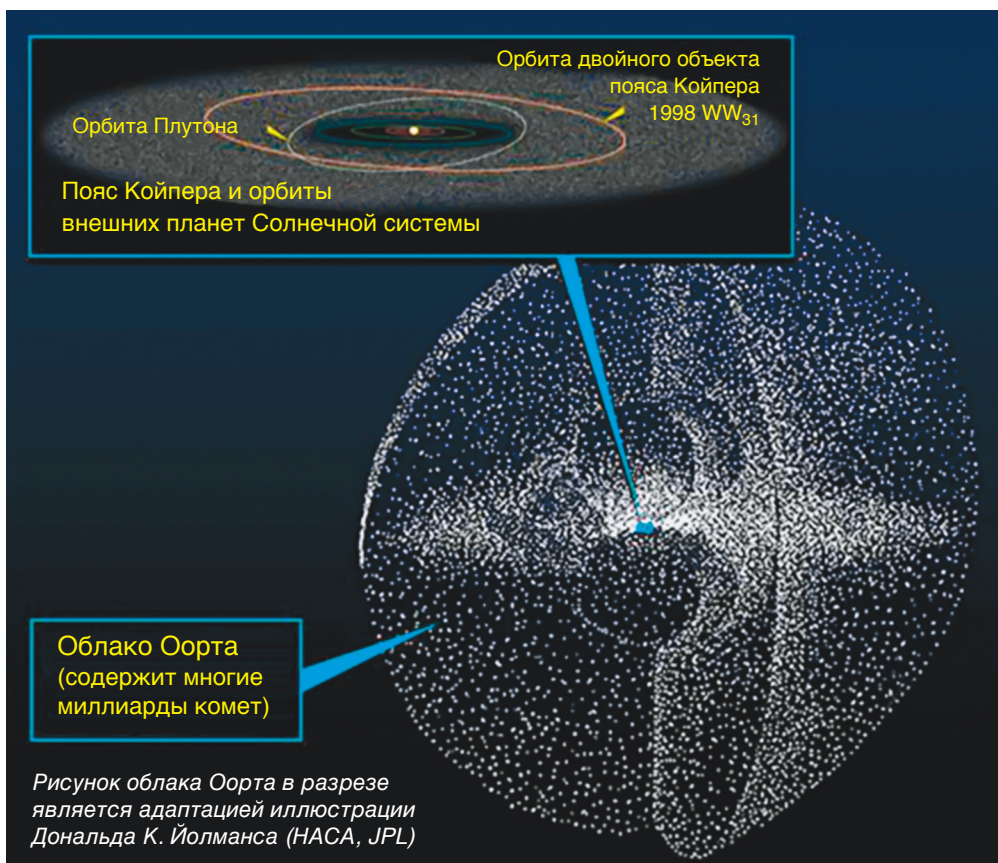 Орбита двойного объекта
пояса Койпера
1998 WW₃₁
Орбита Плутона
Пояс Койпера и орбиты
внешних планет Солнечной системы
Облако Оорта
(содержит многие
миллиарды комет)
Рисунок облака Оорта в разрезе
является адаптацией иллюстрации
Дональда К. Йолманса (НАСА, JPL)